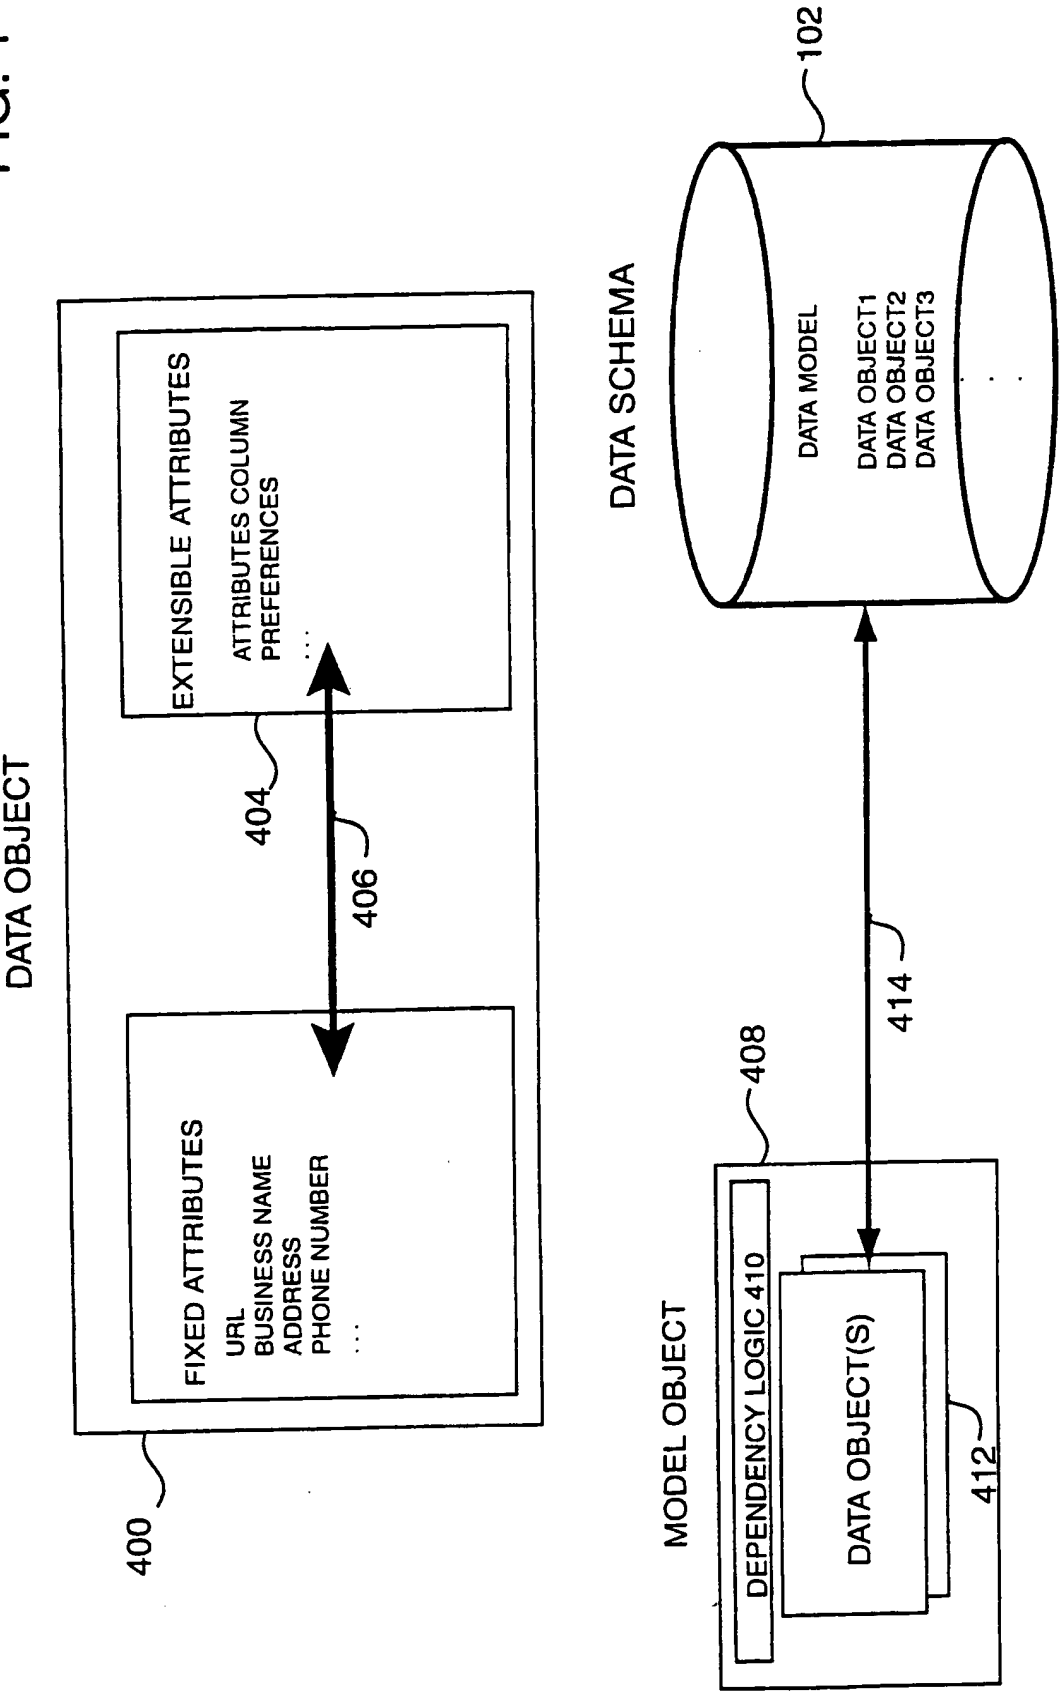 DATA OBJECT
FIXED ATTRIBUTES
URL
BUSINESS NAME
ADDRESS
PHONE NUMBER
. . .
EXTENSIBLE ATTRIBUTES
ATTRIBUTES COLUMN
PREFERENCES
. . .
400
404
406
MODEL OBJECT
408
DEPENDENCY LOGIC 410
DATA OBJECT(S)
412
414
DATA SCHEMA
102
DATA MODEL
DATA OBJECT1
DATA OBJECT2
DATA OBJECT3
. . .